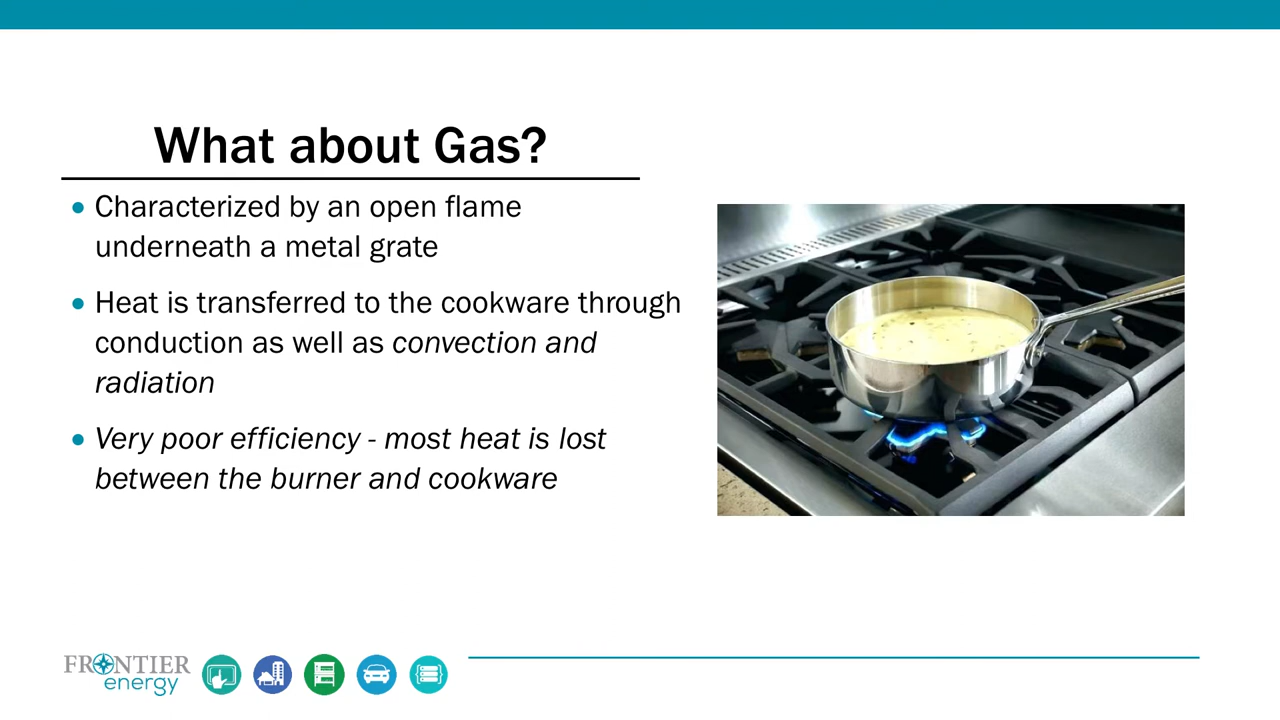 What about Gas?
• Characterized by an open flame
underneath a metal grate
• Heat is transferred to the cookware through
conduction as well as convection and
radiation
• Very poor efficiency - most heat is lost
between the burner and cookware
FRONTIER
energy